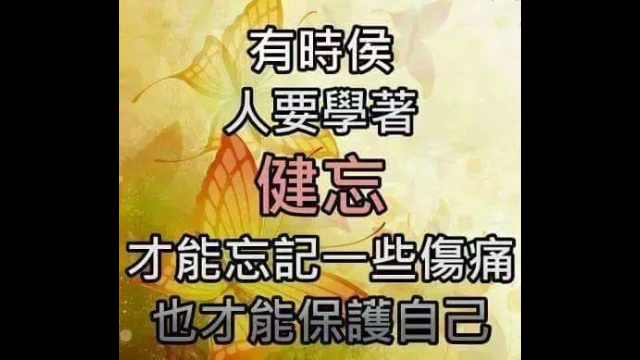 有時侯
人要學著
健忘
才能忘記一些傷痛
也才能保護自己